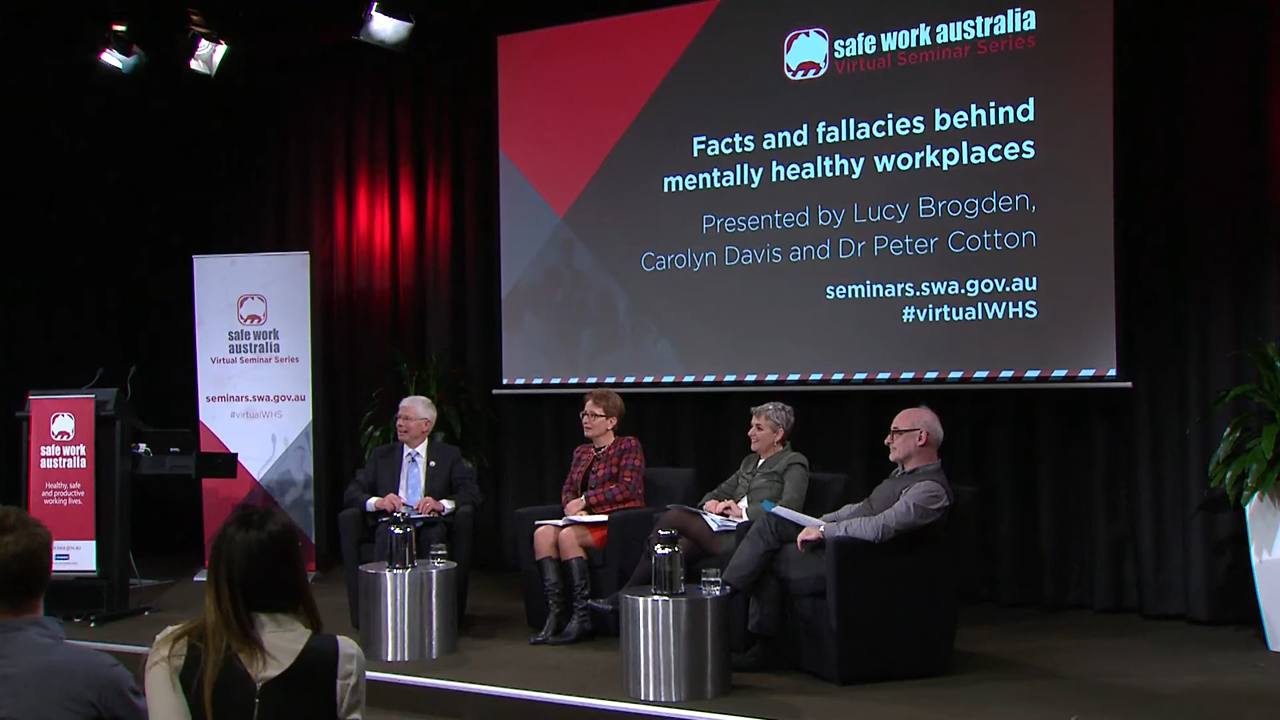 safe work australia
Virtual Seminar Series
Facts and fallacies behind
mentally healthy workplaces
Presented by Lucy Brogden,
Carolyn Davis and Dr Peter Cotton
seminars.swa.gov.au
#virtualWHS
safe work
australia
Virtual Seminar Series
seminars.swa.gov.au
#virtualWHS
safe work
australia
Healthy, safe
and productive
working lives.